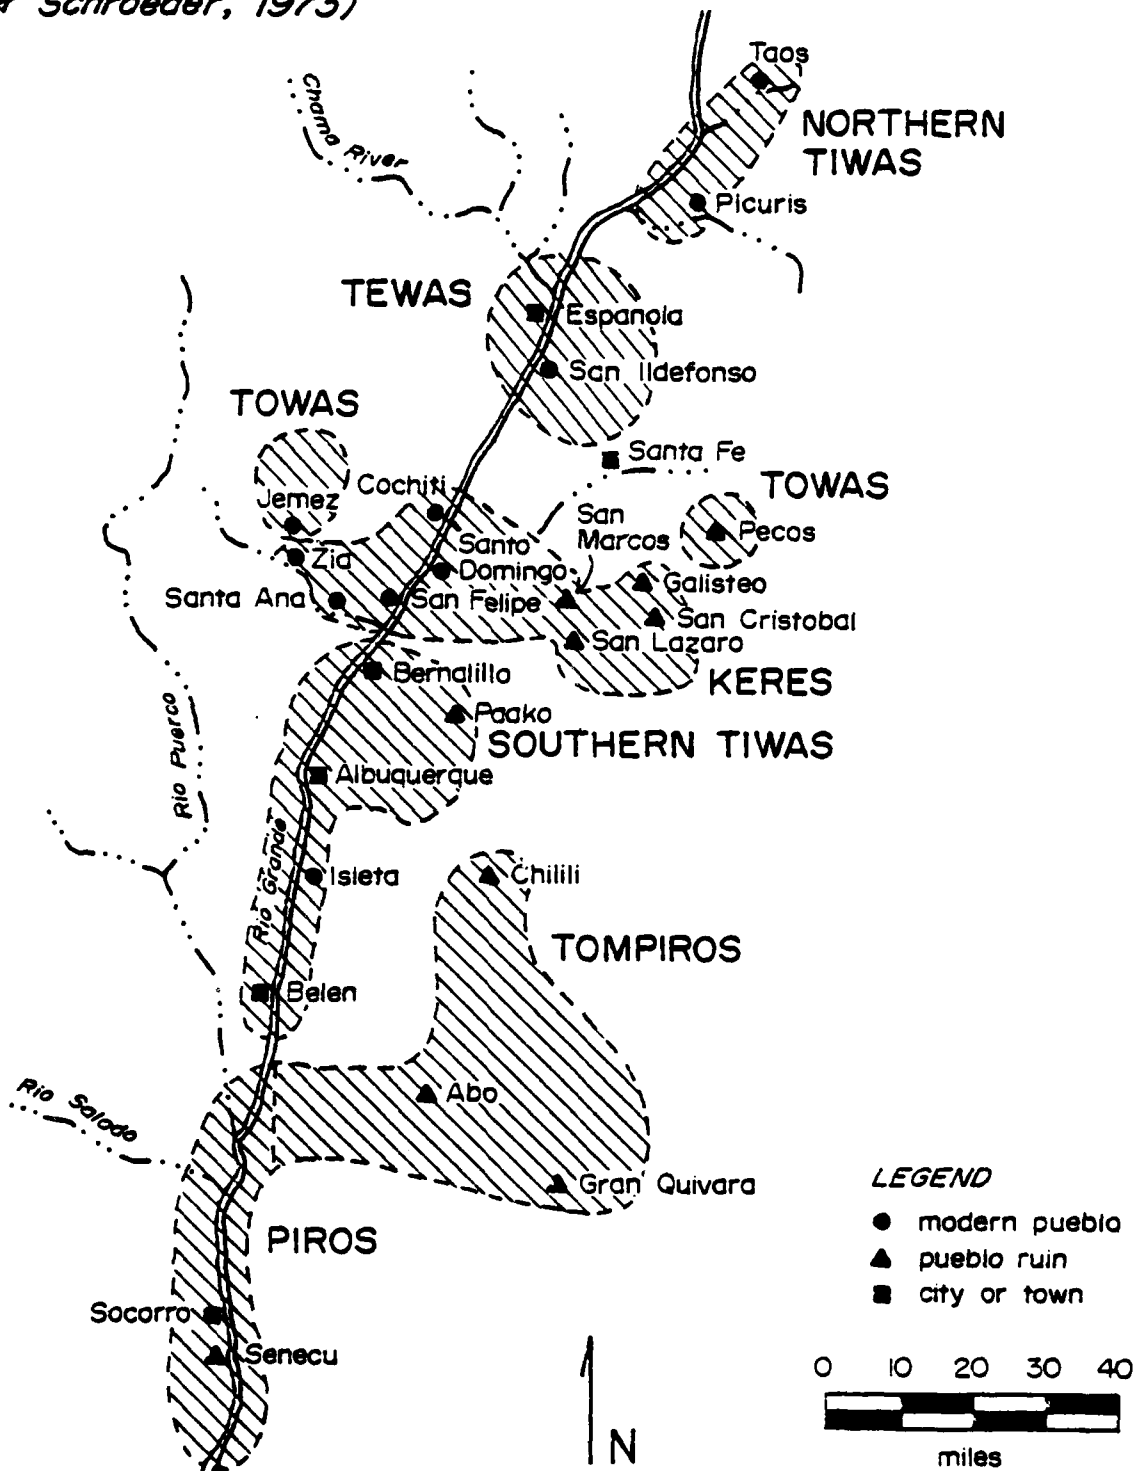 Schroeder, 1973)
Taos
NORTHERN
TIWAS
Chama River
Picuris
TEWAS
Espanola
San Ildefonso
TOWAS
Santa Fe
Cochiti
TOWAS
Jemez
San
Marcos
Pecos
Santo
Domingo
Zia
Galisteo
Santa Ana
San Felipe
San Cristobal
San Lazaro
Bernalillo
KERES
Rio Puerco
Paako
SOUTHERN TIWAS
Albuquerque
Rio Grande
Isleta
Chilili
TOMPIROS
Belen
Rio Salado
Abo
Gran Quivara
LEGEND
modern pueblo
pueblo ruin
city or town
PIROS
Socorro
Senecu
0 10 20 30 40
miles
N